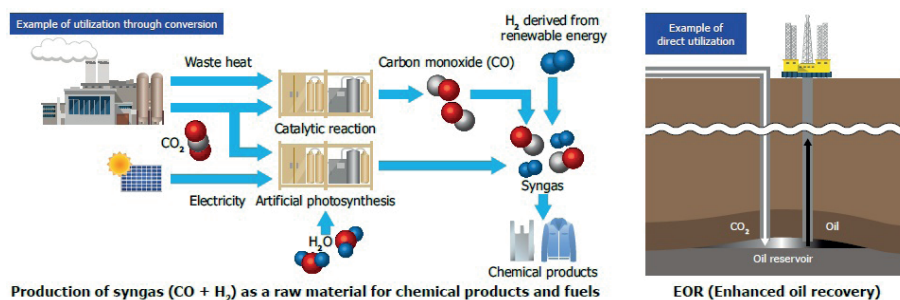 Example of utilization through conversion
Waste heat
CO₂
Electricity
Catalytic reaction
Artificial photosynthesis
H₂O
Carbon monoxide (CO)
H₂ derived from
renewable energy
Syngas
Chemical products
Production of syngas (CO + H₂) as a raw material for chemical products and fuels
Example of
direct utilization
CO₂
Oil
Oil reservoir
EOR (Enhanced oil recovery)